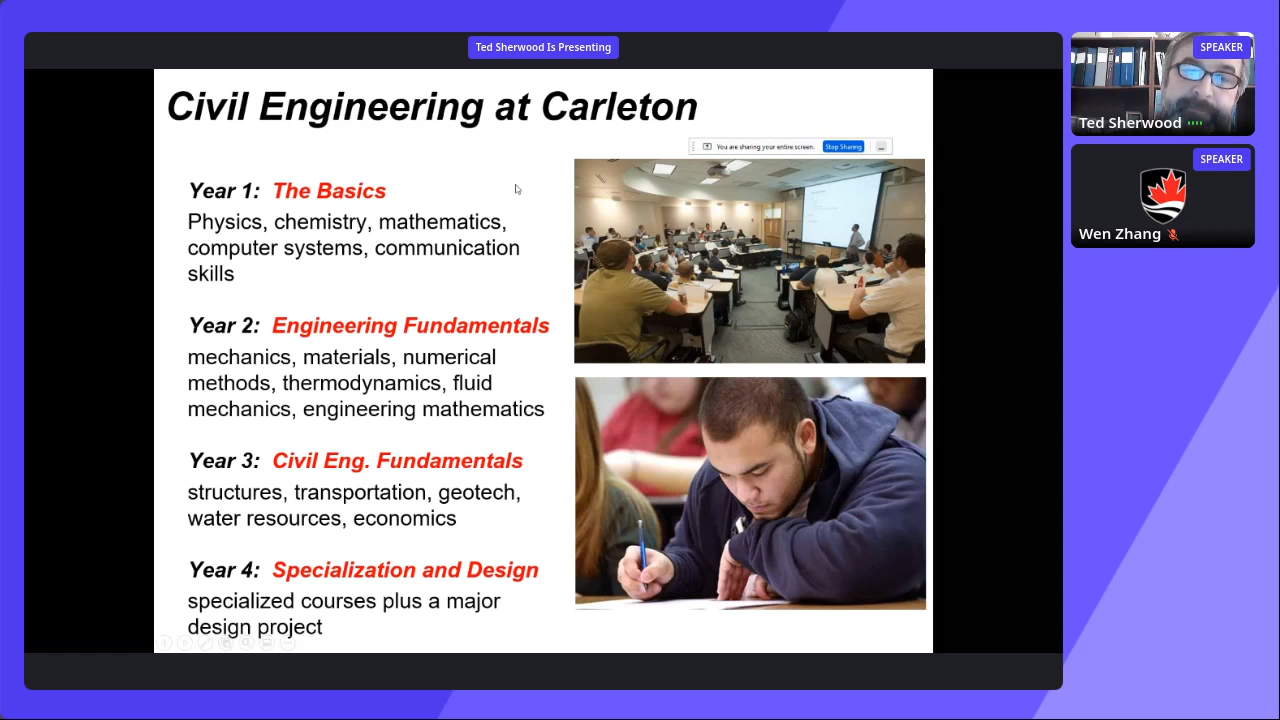 Ted Sherwood Is Presenting
SPEAKER
Ted Sherwood
SPEAKER
Wen Zhang
Civil Engineering at Carleton
You are sharing your entire screen.
Stop Sharing
Year 1: The Basics
Physics, chemistry, mathematics,
computer systems, communication
skills
Year 2: Engineering Fundamentals
mechanics, materials, numerical
methods, thermodynamics, fluid
mechanics, engineering mathematics
Year 3: Civil Eng. Fundamentals
structures, transportation, geotech,
water resources, economics
Year 4: Specialization and Design
specialized courses plus a major
design project